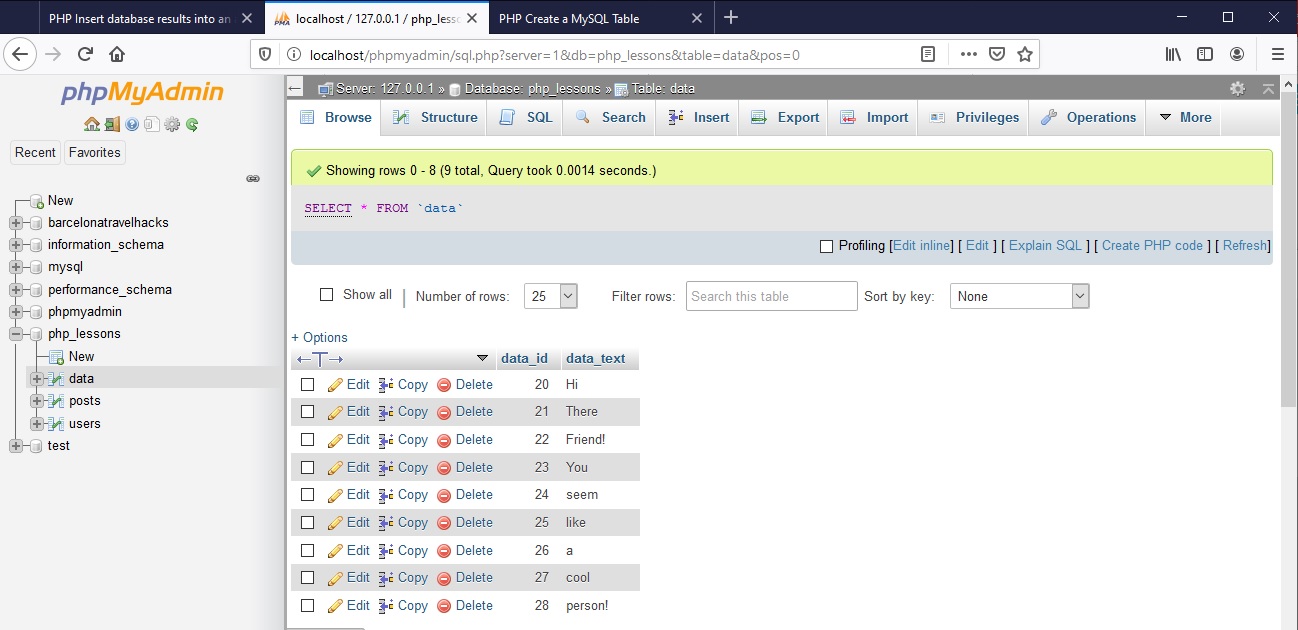 PHP Insert database results into an
localhost / 127.0.0.1 / php_lesso
PHP Create a MySQL Table
localhost/phpmyadmin/sql.php?server=1&db=php_lessons&table=data&pos=0
phpMyAdmin
Recent Favorites
New
barcelonatravelhacks
information_schema
mysql
performance_schema
phpmyadmin
php_lessons
New
data
posts
users
test
Server: 127.0.0.1 » Database: php_lessons » Table: data
Browse Structure SQL Search Insert Export Import Privileges Operations More
Showing rows 0 - 8 (9 total, Query took 0.0014 seconds.)
SELECT * FROM `data`
Profiling [Edit inline] [ Edit ] [ Explain SQL ] [ Create PHP code ] [ Refresh]
Show all | Number of rows: 25 Filter rows: Search this table Sort by key: None
+ Options
←T→ data_id data_text
Edit Copy Delete 20 Hi
Edit Copy Delete 21 There
Edit Copy Delete 22 Friend!
Edit Copy Delete 23 You
Edit Copy Delete 24 seem
Edit Copy Delete 25 like
Edit Copy Delete 26 a
Edit Copy Delete 27 cool
Edit Copy Delete 28 person!